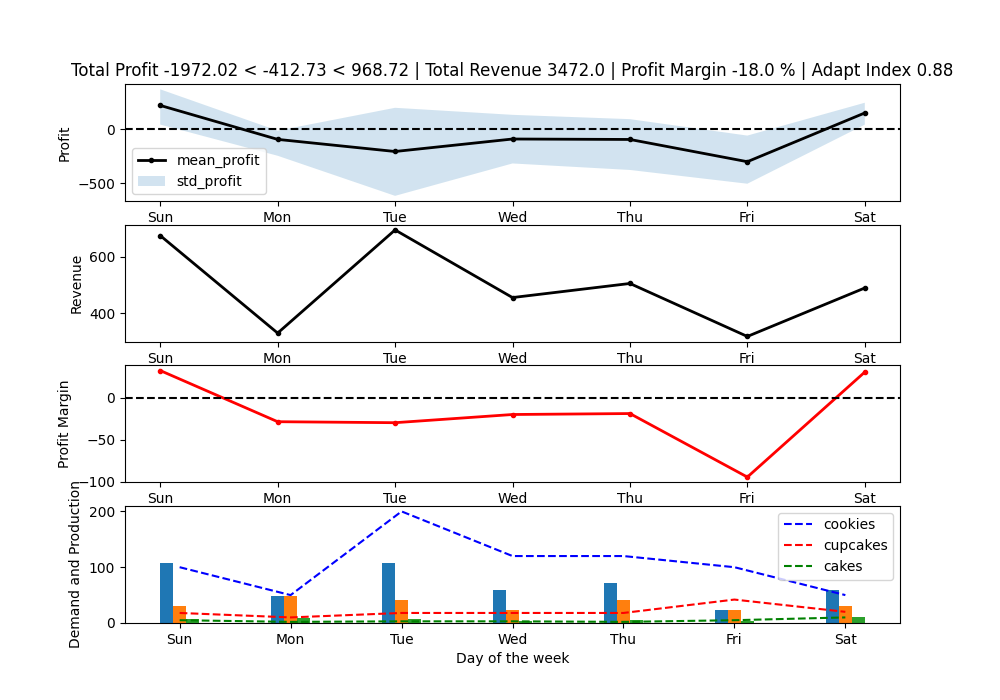 Total Profit -1972.02 < -412.73 < 968.72 | Total Revenue 3472.0 | Profit Margin -18.0 % | Adapt Index 0.88
Profit
0
−500
mean_profit
std_profit
Sun Mon Tue Wed Thu Fri Sat
Revenue
600
400
Sun Mon Tue Wed Thu Fri Sat
Profit Margin
0
−50
−100
Sun Mon Tue Wed Thu Fri Sat
Demand and Production
200
100
0
cookies
cupcakes
cakes
Sun Mon Tue Wed Thu Fri Sat
Day of the week